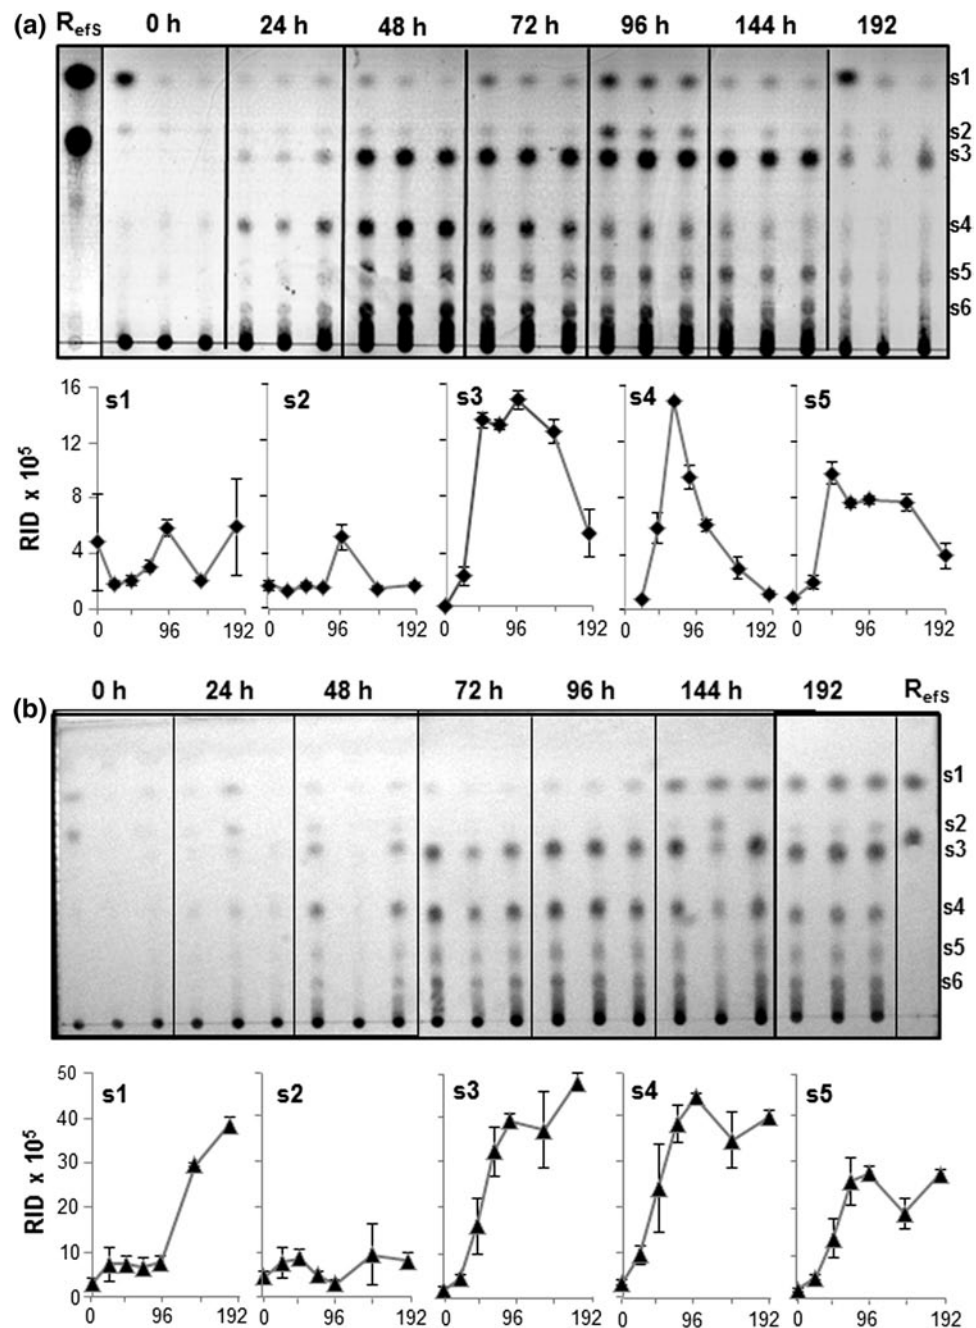 (a) RefS 0 h 24 h 48 h 72 h 96 h 144 h 192
s1
s2
s3
s4
s5
s6
s1 s2 s3 s4 s5
16
12
8
4
0
RID x 10⁵
0 96 192 0 96 192 0 96 192 0 96 192 0 96 192
(b) 0 h 24 h 48 h 72 h 96 h 144 h 192 RefS
s1
s2
s3
s4
s5
s6
s1 s2 s3 s4 s5
50
40
30
20
10
0
RID x 10⁵
0 96 192 0 96 192 0 96 192 0 96 192 0 96 192